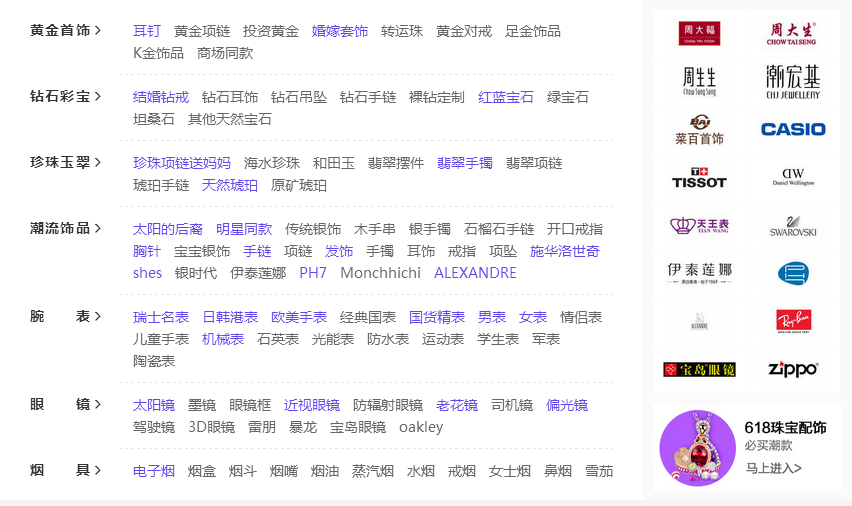 黄金首饰 > 耳钉 黄金项链 投资黄金 婚嫁套饰 转运珠 黄金对戒 足金饰品
K金饰品 商场同款
钻石彩宝 > 结婚钻戒 钻石耳饰 钻石吊坠 钻石手链 裸钻定制 红蓝宝石 绿宝石
坦桑石 其他天然宝石
珍珠玉翠 > 珍珠项链送妈妈 海水珍珠 和田玉 翡翠摆件 翡翠手镯 翡翠项链
琥珀手链 天然琥珀 原矿琥珀
潮流饰品 > 太阳的后裔 明星同款 传统银饰 木手串 银手镯 石榴石手链 开口戒指
胸针 宝宝银饰 手链 项链 发饰 手镯 耳饰 戒指 项坠 施华洛世奇
shes 银时代 伊泰莲娜 PH7 Monchhichi ALEXANDRE
腕 表 > 瑞士名表 日韩港表 欧美手表 经典国表 国货精表 男表 女表 情侣表
儿童手表 机械表 石英表 光能表 防水表 运动表 学生表 军表
陶瓷表
眼 镜 > 太阳镜 墨镜 眼镜框 近视眼镜 防辐射眼镜 老花镜 司机镜 偏光镜
驾驶镜 3D眼镜 雷朋 暴龙 宝岛眼镜 oakley
烟 具 > 电子烟 烟盒 烟斗 烟嘴 烟油 蒸汽烟 水烟 戒烟 女士烟 鼻烟 雪茄
周大福
CHOW TAI FOOK
周大生
CHOW TAI SENG
周生生
Chow Sang Sang
潮宏基
CHJ JEWELLERY
菜百首饰
CASIO
TISSOT
DW
Daniel Wellington
天王表
TIAN WANG
SWAROVSKI
伊泰莲娜
ALEXANDRE
Ray-Ban
宝岛眼镜
zippo
618珠宝配饰
必买潮款
马上进入>